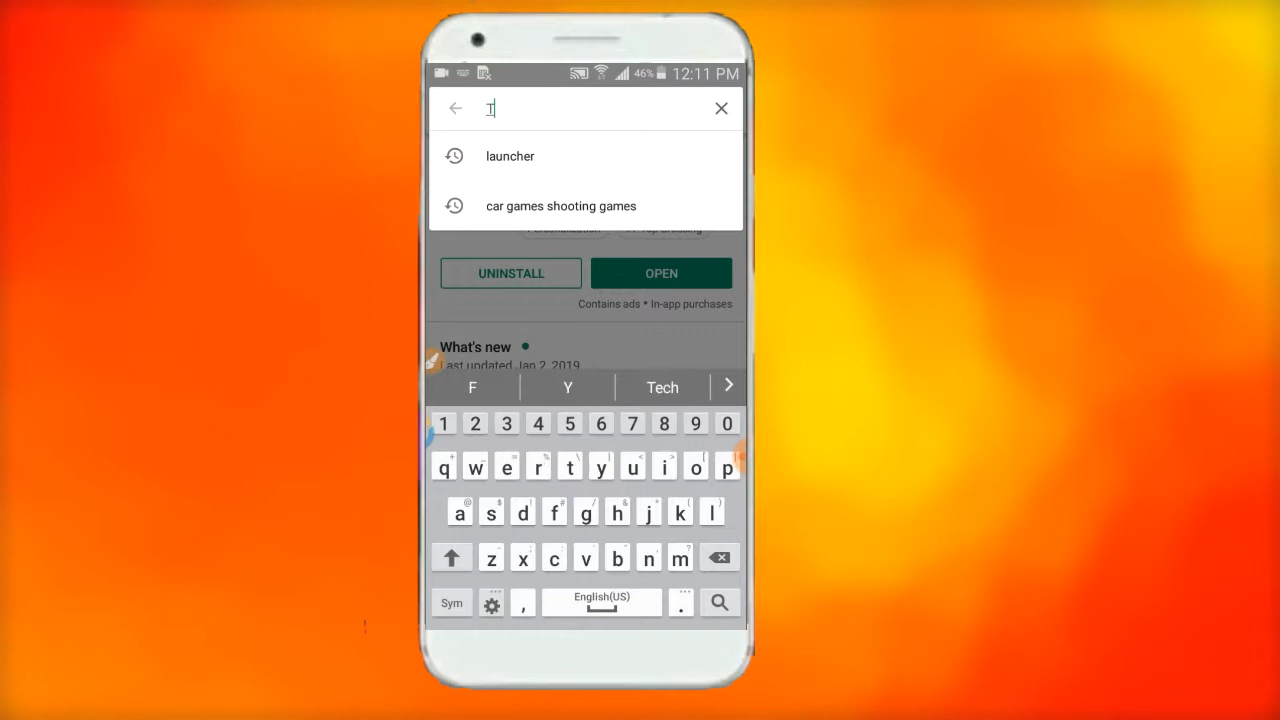 46% 12:11 PM
T
launcher
car games shooting games
UNINSTALL
OPEN
Contains ads • In-app purchases
What's new
Last updated Jan 2, 2019
F Y Tech
1 2 3 4 5 6 7 8 9 0
q w e r t y u i o p
a s d f g h j k l
z x c v b n m
Sym , English(US) .